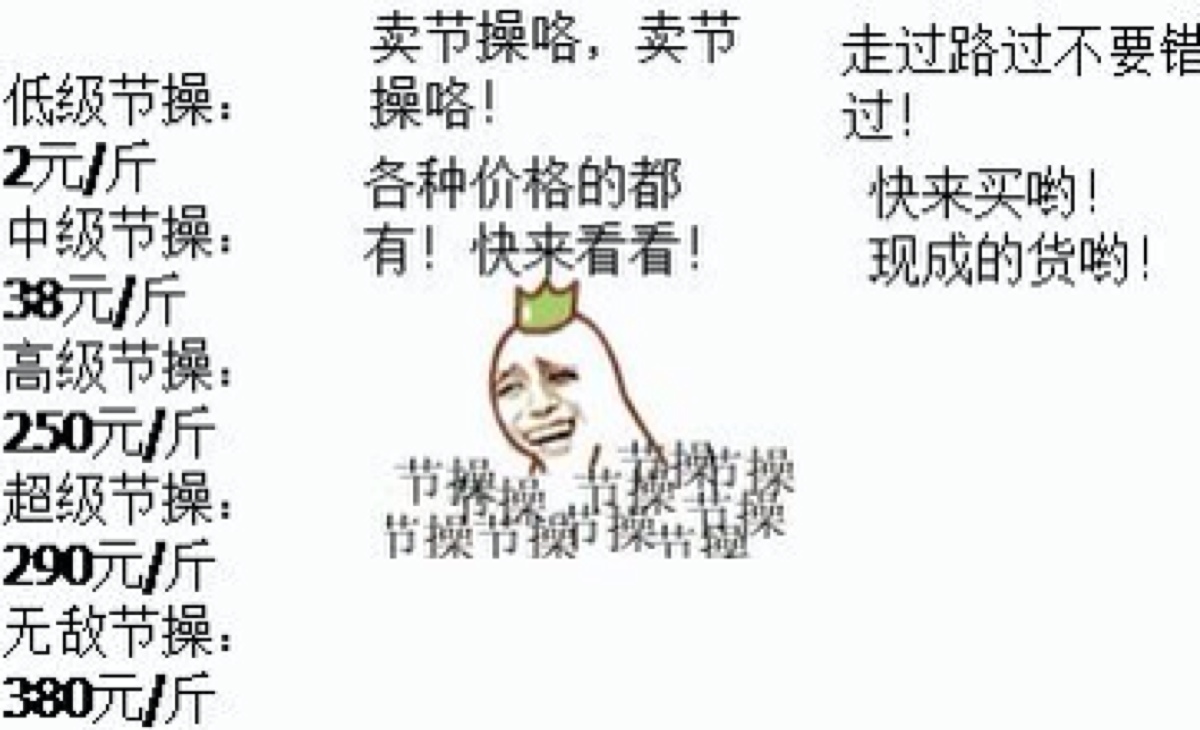 低级节操：
2元/斤
中级节操：
38元/斤
高级节操：
250元/斤
超级节操：
290元/斤
无敌节操：
380元/斤
卖节操咯，卖节
操咯！
各种价格的都
有！快来看看！
走过路过不要错
过！
快来买哟！
现成的货哟！
节操 节操
节操 节操 节操
节操 节操
节操 节操 节操